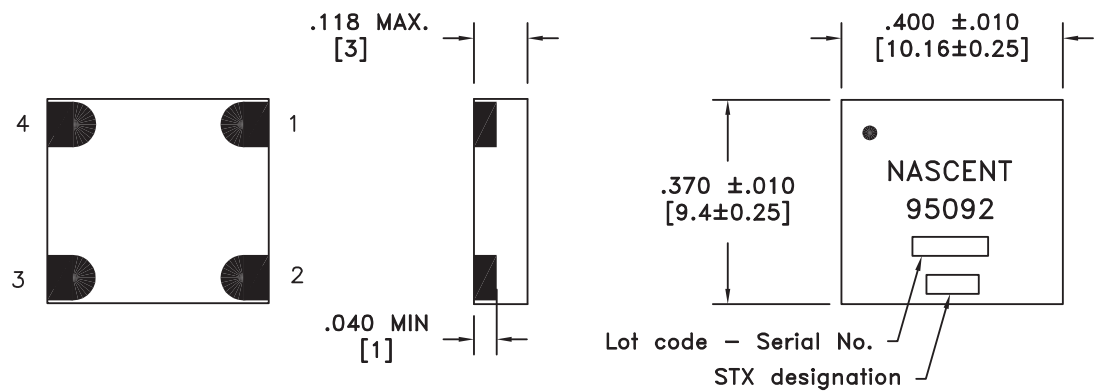 .118 MAX.
[3]
.400 ±.010
[10.16±0.25]
4
1
3
2
.370 ±.010
[9.4±0.25]
NASCENT
95092
.040 MIN
[1]
Lot code - Serial No.
STX designation